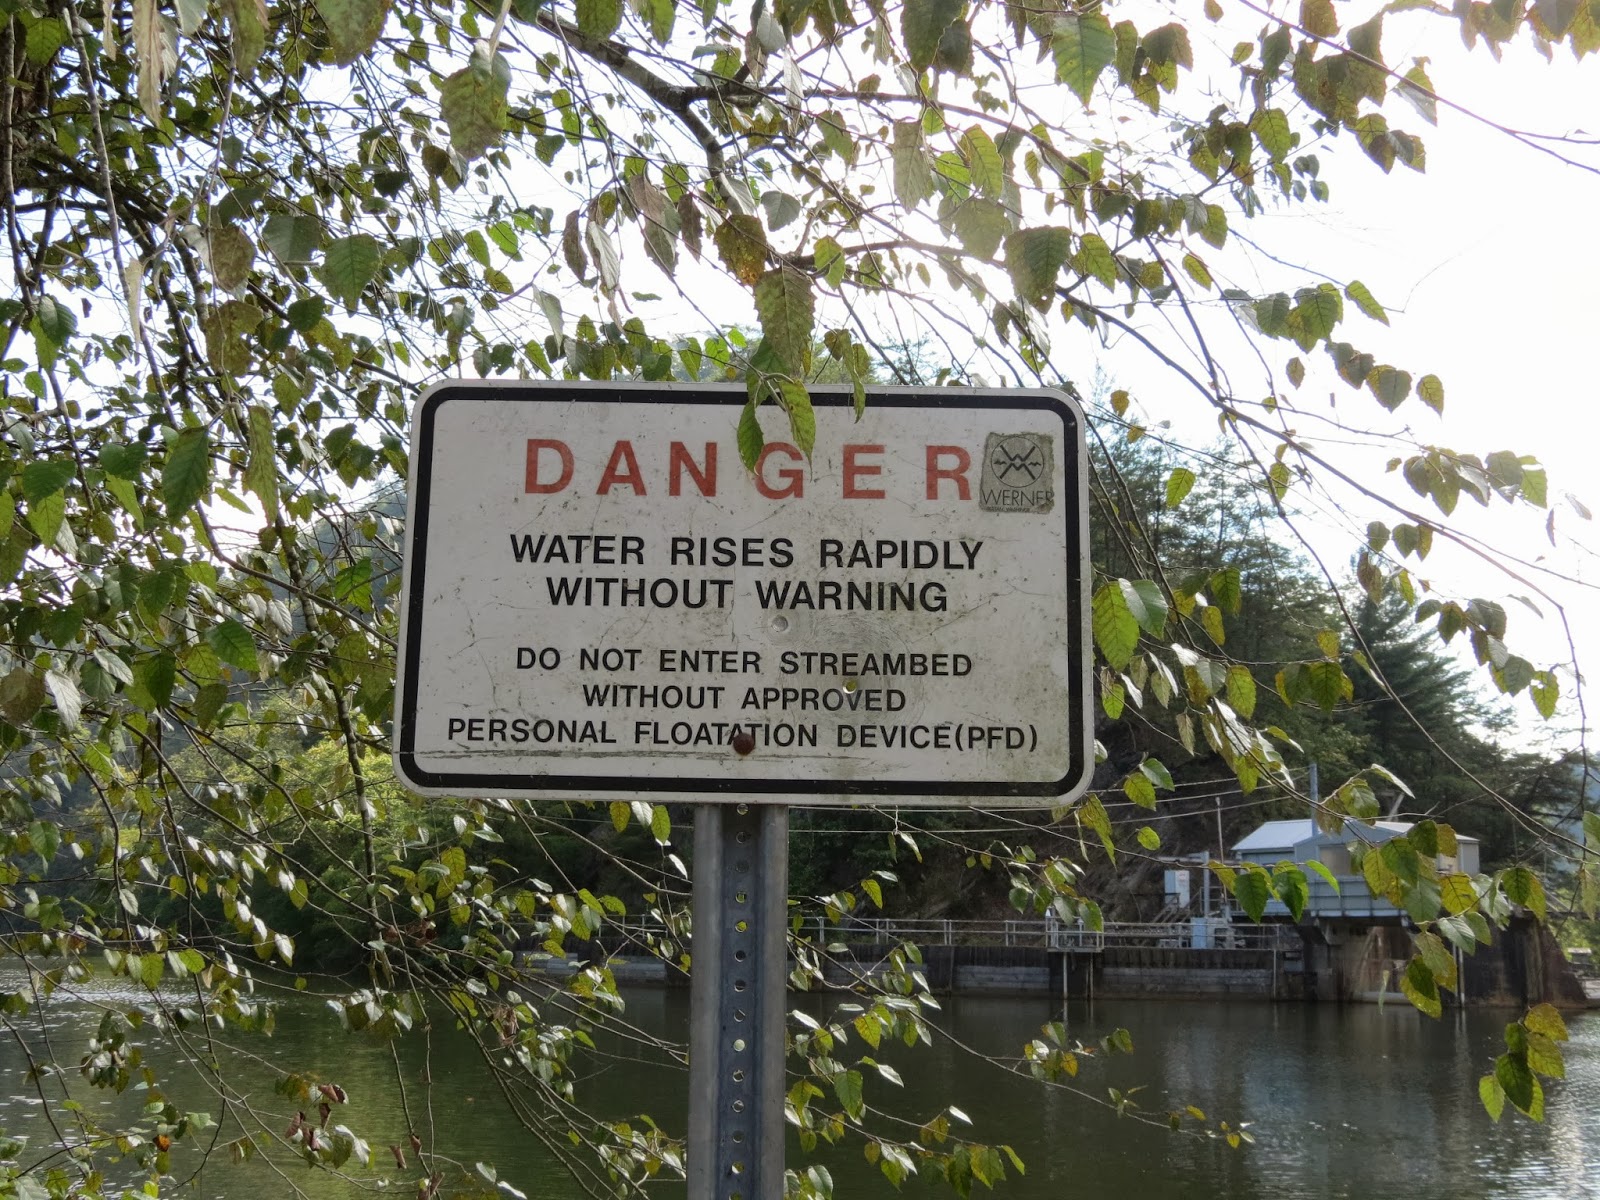 DANGER
WERNER
WATER RISES RAPIDLY
WITHOUT WARNING
DO NOT ENTER STREAMBED
WITHOUT APPROVED
PERSONAL FLOATATION DEVICE(PFD)